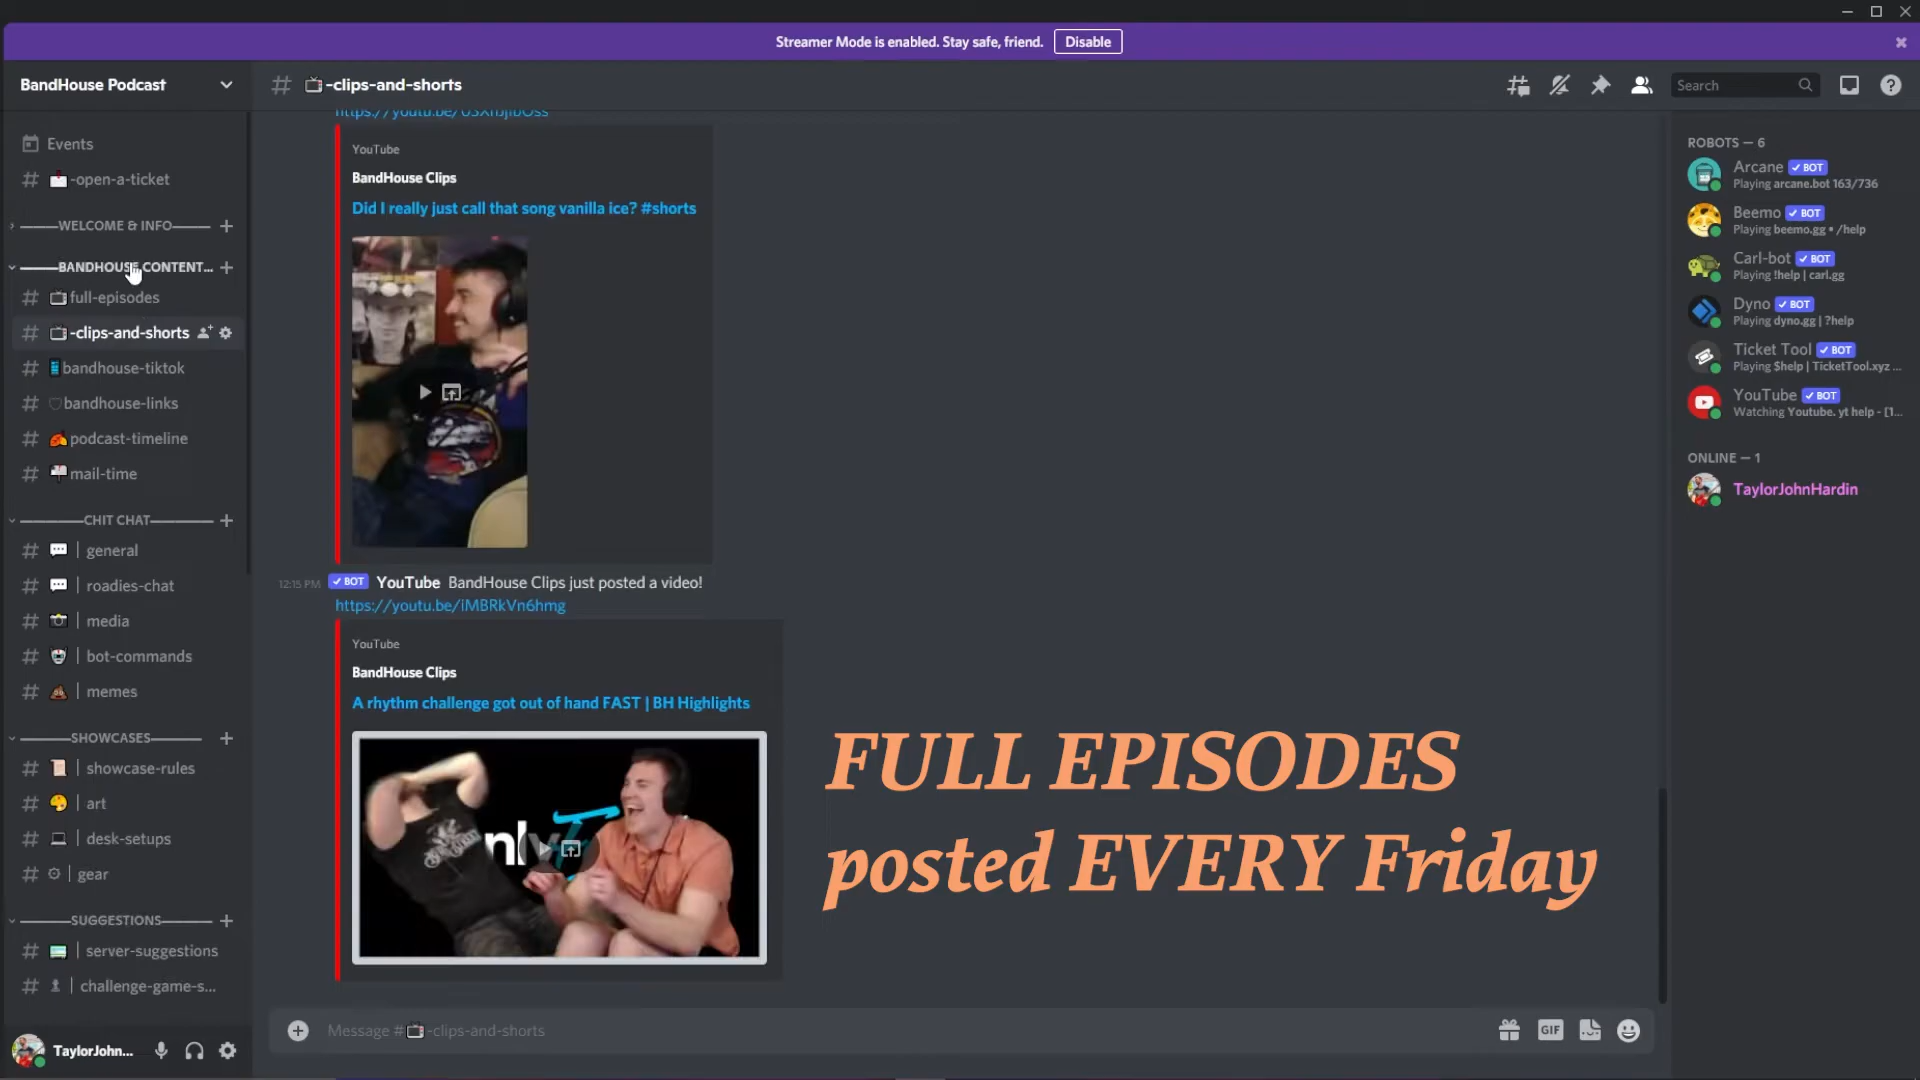 Streamer Mode is enabled. Stay safe, friend. Disable
BandHouse Podcast
Events
-open-a-ticket
WELCOME & INFO
BANDHOUSE CONTENT...
full-episodes
-clips-and-shorts
bandhouse-tiktok
bandhouse-links
podcast-timeline
mail-time
CHIT CHAT
general
roadies-chat
media
bot-commands
memes
SHOWCASES
showcase-rules
art
desk-setups
gear
SUGGESTIONS
server-suggestions
challenge-game-s...
TaylorJohn...
-clips-and-shorts
Search
YouTube
BandHouse Clips
Did I really just call that song vanilla ice? #shorts
12:15 PM BOT YouTube BandHouse Clips just posted a video!
https://youtu.be/iMBRkVn6hmg
YouTube
BandHouse Clips
A rhythm challenge got out of hand FAST | BH Highlights
FULL EPISODES
posted EVERY Friday
Message # -clips-and-shorts
GIF
ROBOTS — 6
Arcane BOT
Playing arcane.bot 163/736
Beemo BOT
Playing beemo.gg • /help
Carl-bot BOT
Playing !help | carl.gg
Dyno BOT
Playing dyno.gg | ?help
Ticket Tool BOT
Playing $help | TicketTool.xyz ...
YouTube BOT
Watching Youtube. yt help - [1...
ONLINE — 1
TaylorJohnHardin